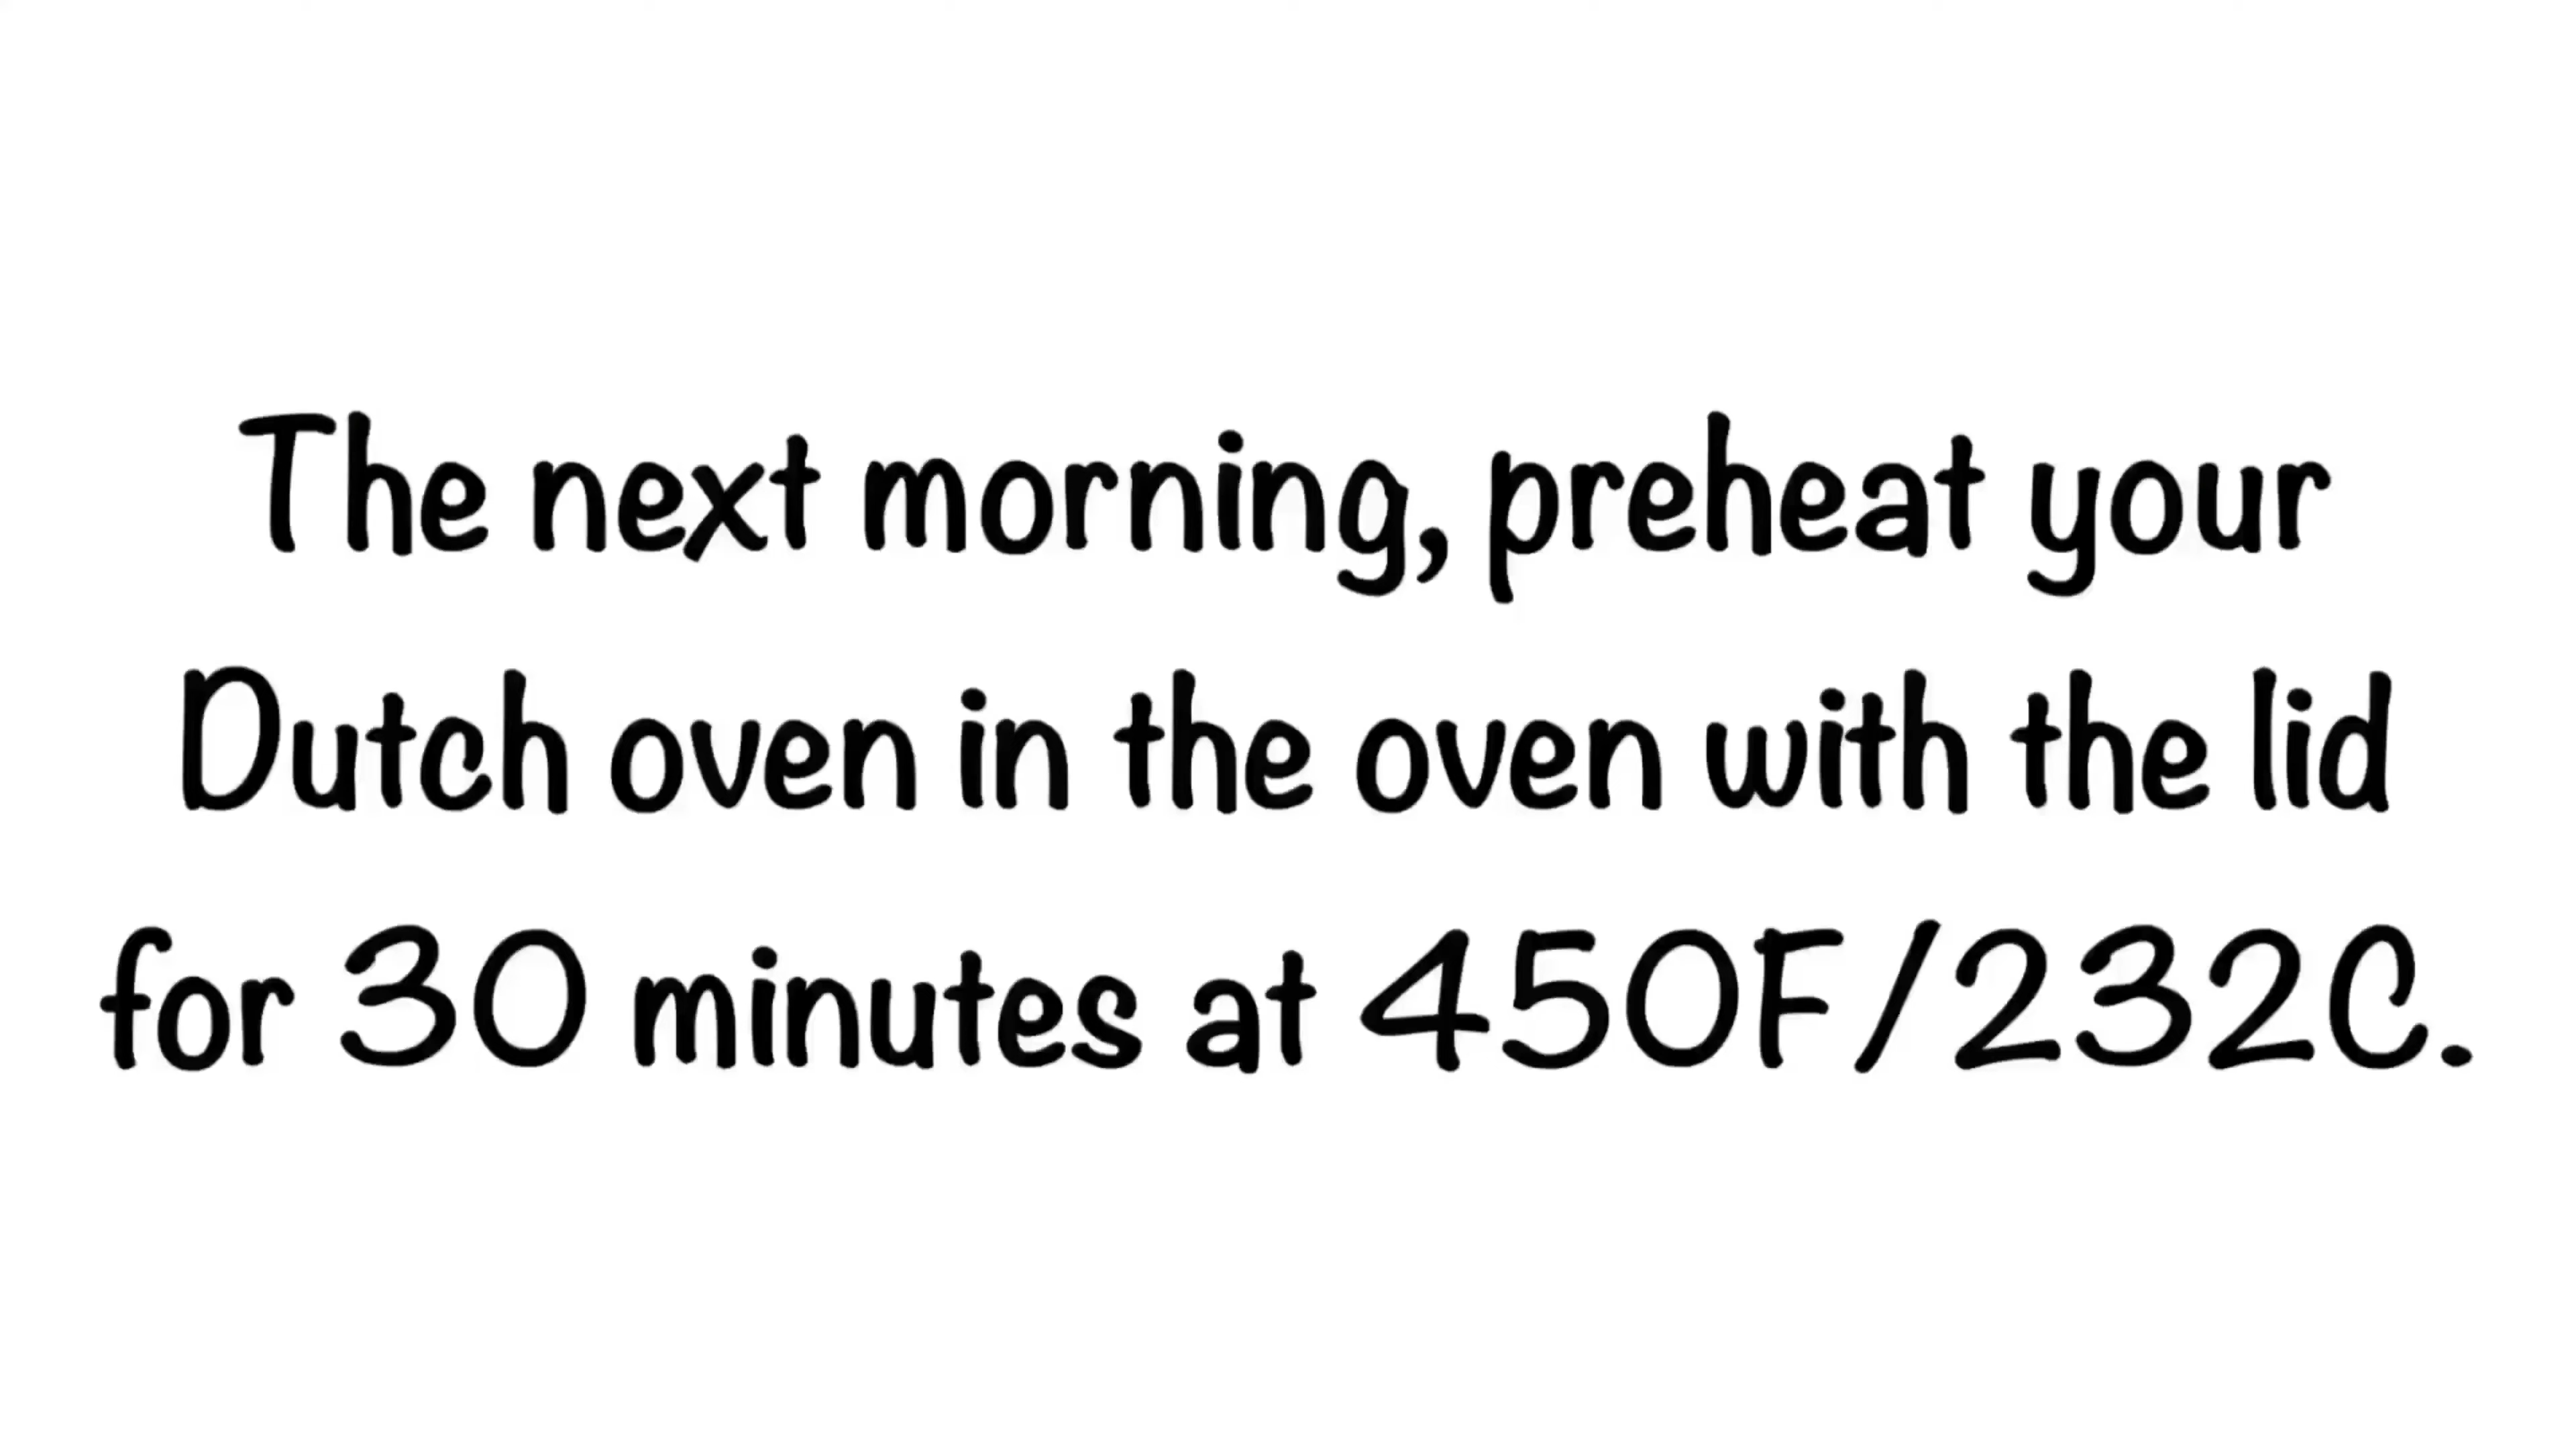 The next morning, preheat your
Dutch oven in the oven with the lid
for 30 minutes at 450F/232C.